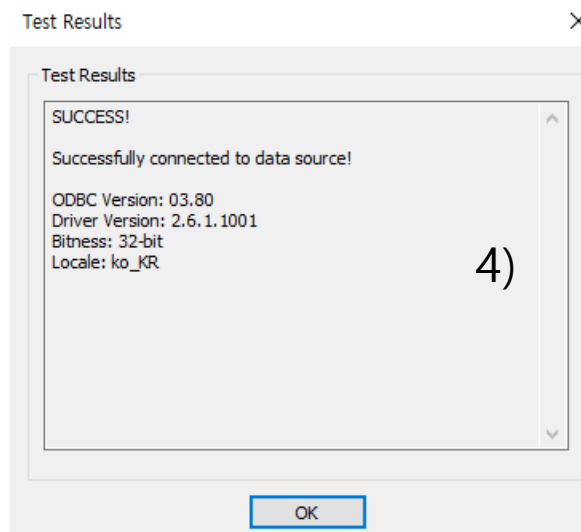 Test Results
Test Results
SUCCESS!
Successfully connected to data source!
ODBC Version: 03.80
Driver Version: 2.6.1.1001
Bitness: 32-bit
Locale: ko_KR
4)
OK